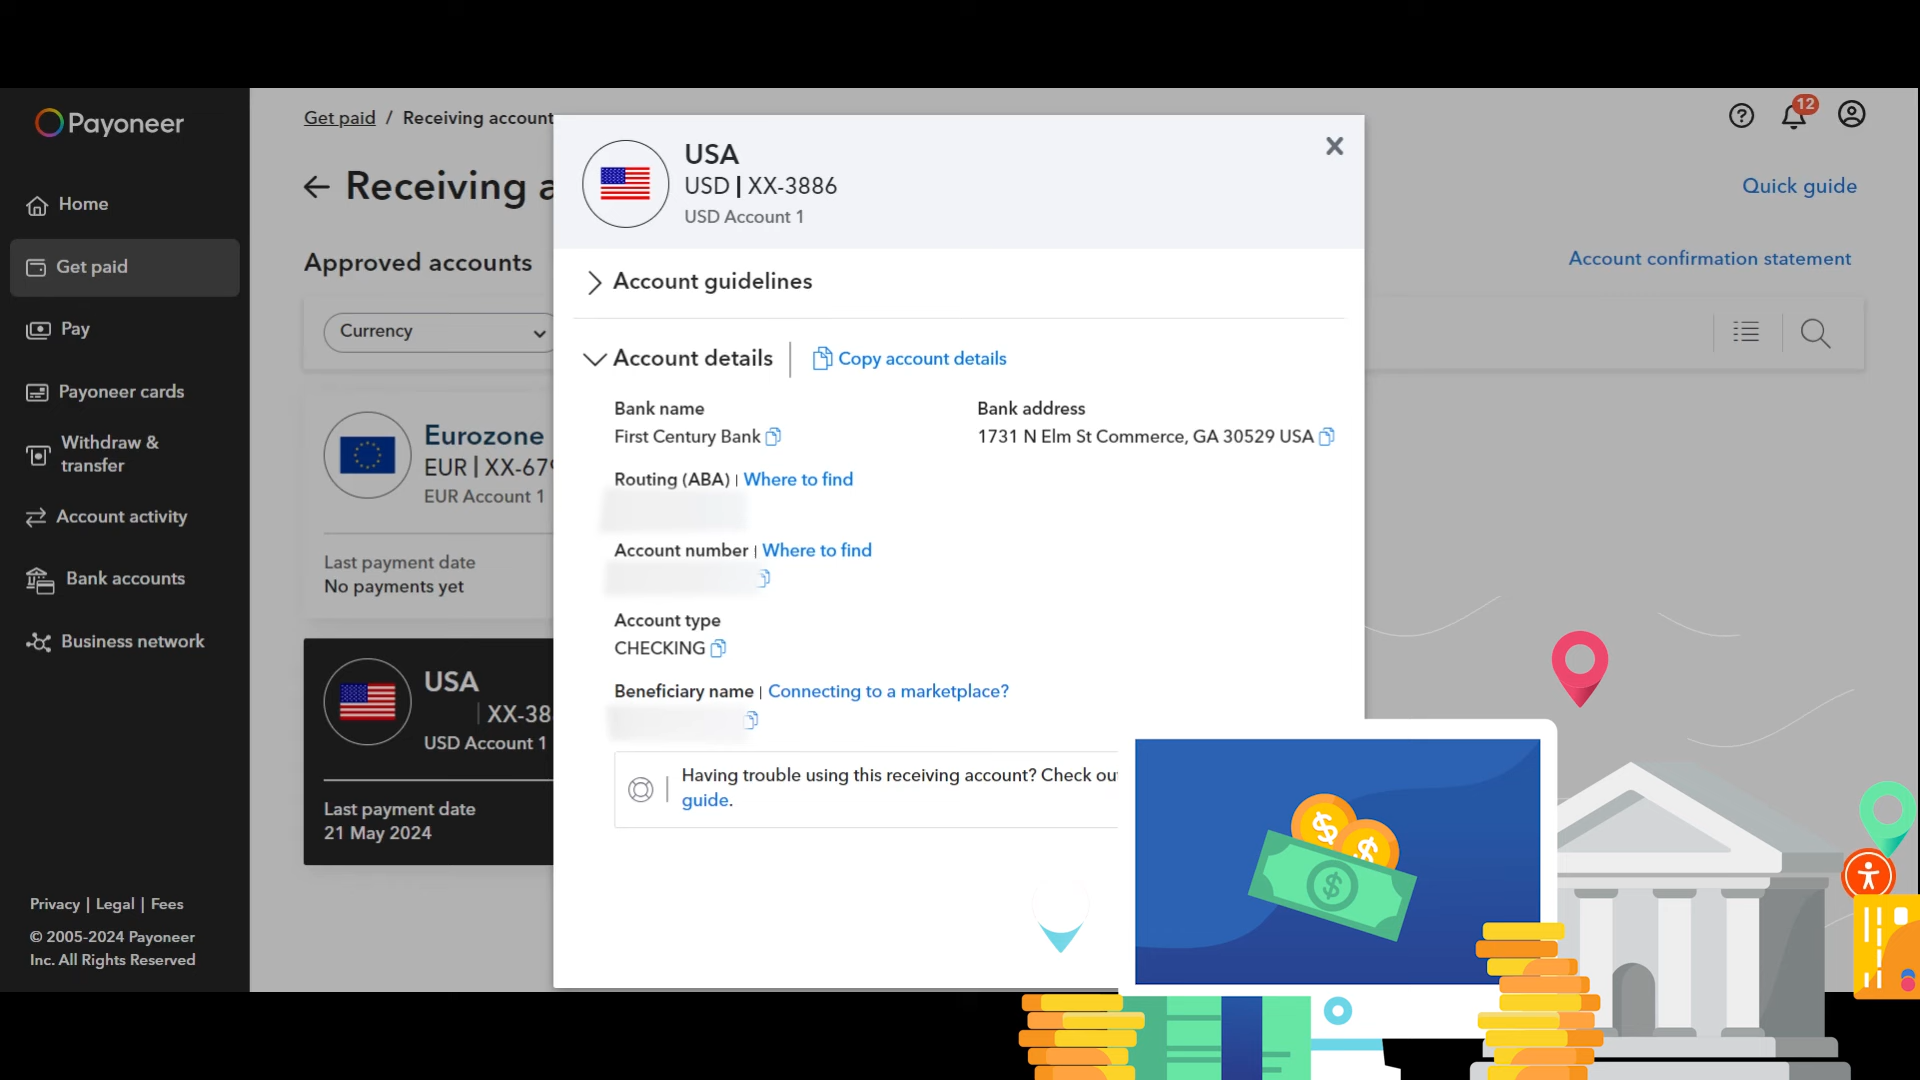 Payoneer
Home
Get paid
Pay
Payoneer cards
Withdraw &
transfer
Account activity
Bank accounts
Business network
Privacy | Legal | Fees
© 2005-2024 Payoneer
Inc. All Rights Reserved
Get paid / Receiving account
← Receiving a
Approved accounts
Currency
Eurozone
EUR | XX-679
EUR Account 1
Last payment date
No payments yet
USA
| XX-38
USD Account 1
Last payment date
21 May 2024
USA
USD | XX-3886
USD Account 1
Account guidelines
Account details
Copy account details
Bank name
First Century Bank
Bank address
1731 N Elm St Commerce, GA 30529 USA
Routing (ABA) | Where to find
Account number | Where to find
Account type
CHECKING
Beneficiary name | Connecting to a marketplace?
Having trouble using this receiving account? Check out
guide.
12
Quick guide
Account confirmation statement
$
$
$